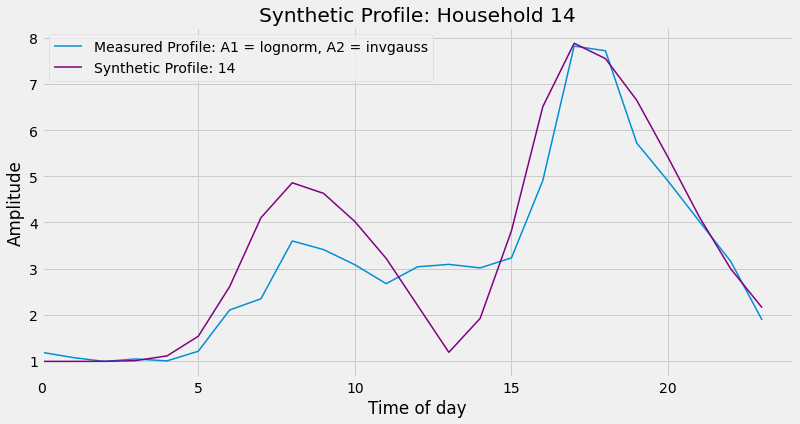 Synthetic Profile: Household 14
Measured Profile: A1 = lognorm, A2 = invgauss
Synthetic Profile: 14
Amplitude
8
7
6
5
4
3
2
1
0 5 10 15 20
Time of day